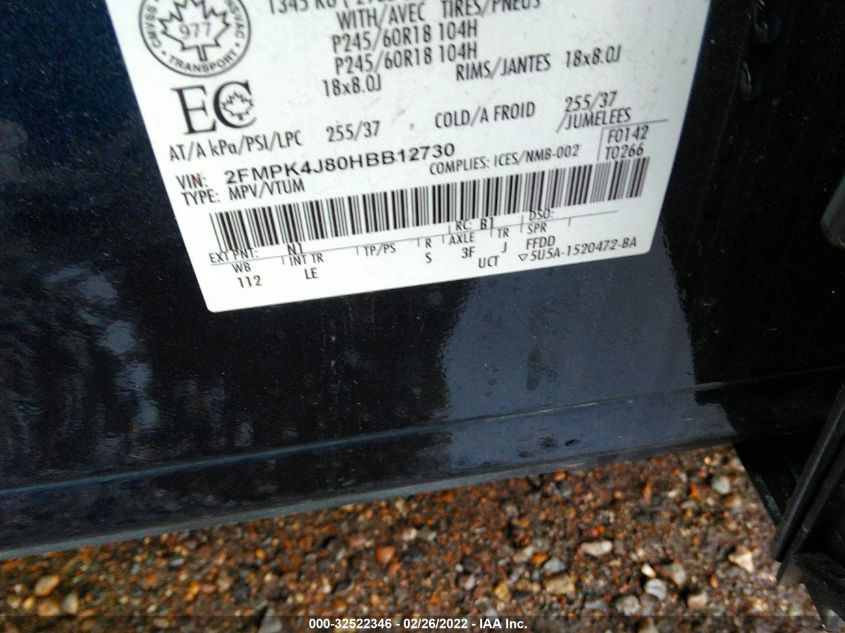 WITH/AVEC TIRES/PNEUS
P245/60R18 104H
P245/60R18 104H
18x8.0J RIMS/JANTES 18x8.0J
977
TRANSPORT
EC
AT/A kPa/PSI/LPC 255/37 COLD/A FROID 255/37
/JUMELEES
VIN: 2FMPK4J80HBB12730 F0142
TYPE: MPV/VTUM COMPLIES: ICES/NMB-002 T0266
EXT PNT: N1 RC: B1 DSO:
WB INT TR TP/PS R AXLE TR SPR
112 LE S 3F J FFDD
UCT 5U5A-1520472-BA
000-32522346 - 02/26/2022 - IAA Inc.